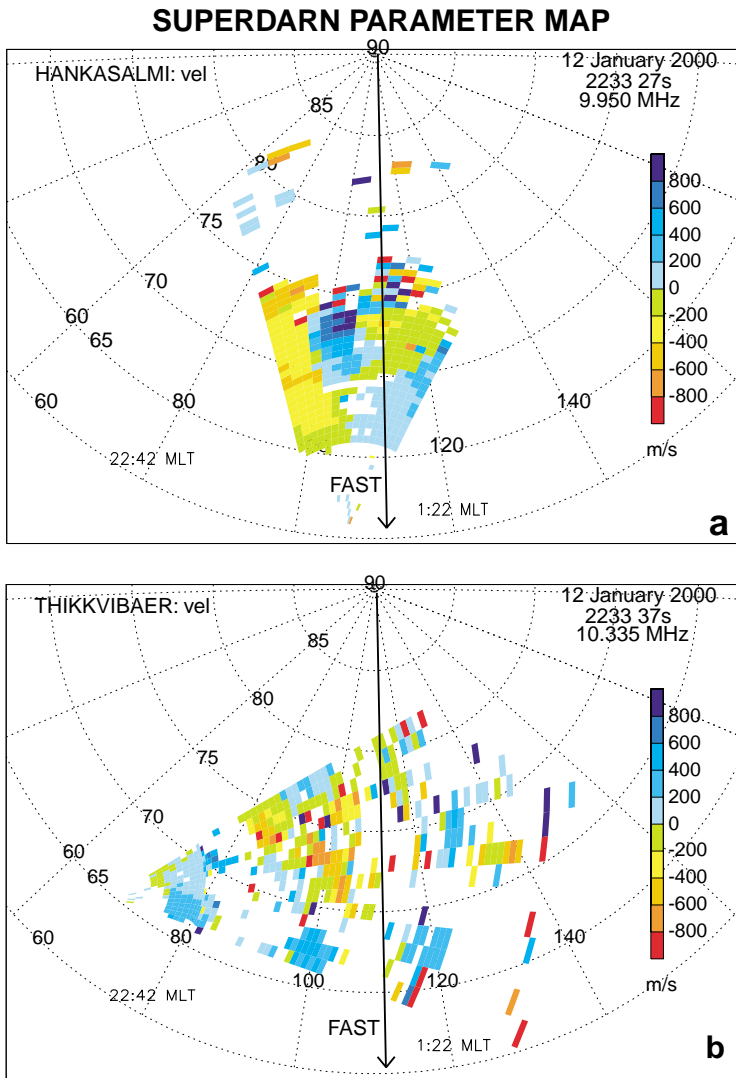 SUPERDARN PARAMETER MAP
90
HANKASALMI: vel
12 January 2000
2233 27s
9.950 MHz
85
80
75
70
65
60
60
80
120
140
800
600
400
200
0
-200
-400
-600
-800
m/s
22:42 MLT
FAST
1:22 MLT
a
90
THIKKVIBAER: vel
12 January 2000
2233 37s
10.335 MHz
85
80
75
70
65
60
60
80
100
120
140
800
600
400
200
0
-200
-400
-600
-800
m/s
22:42 MLT
FAST
1:22 MLT
b